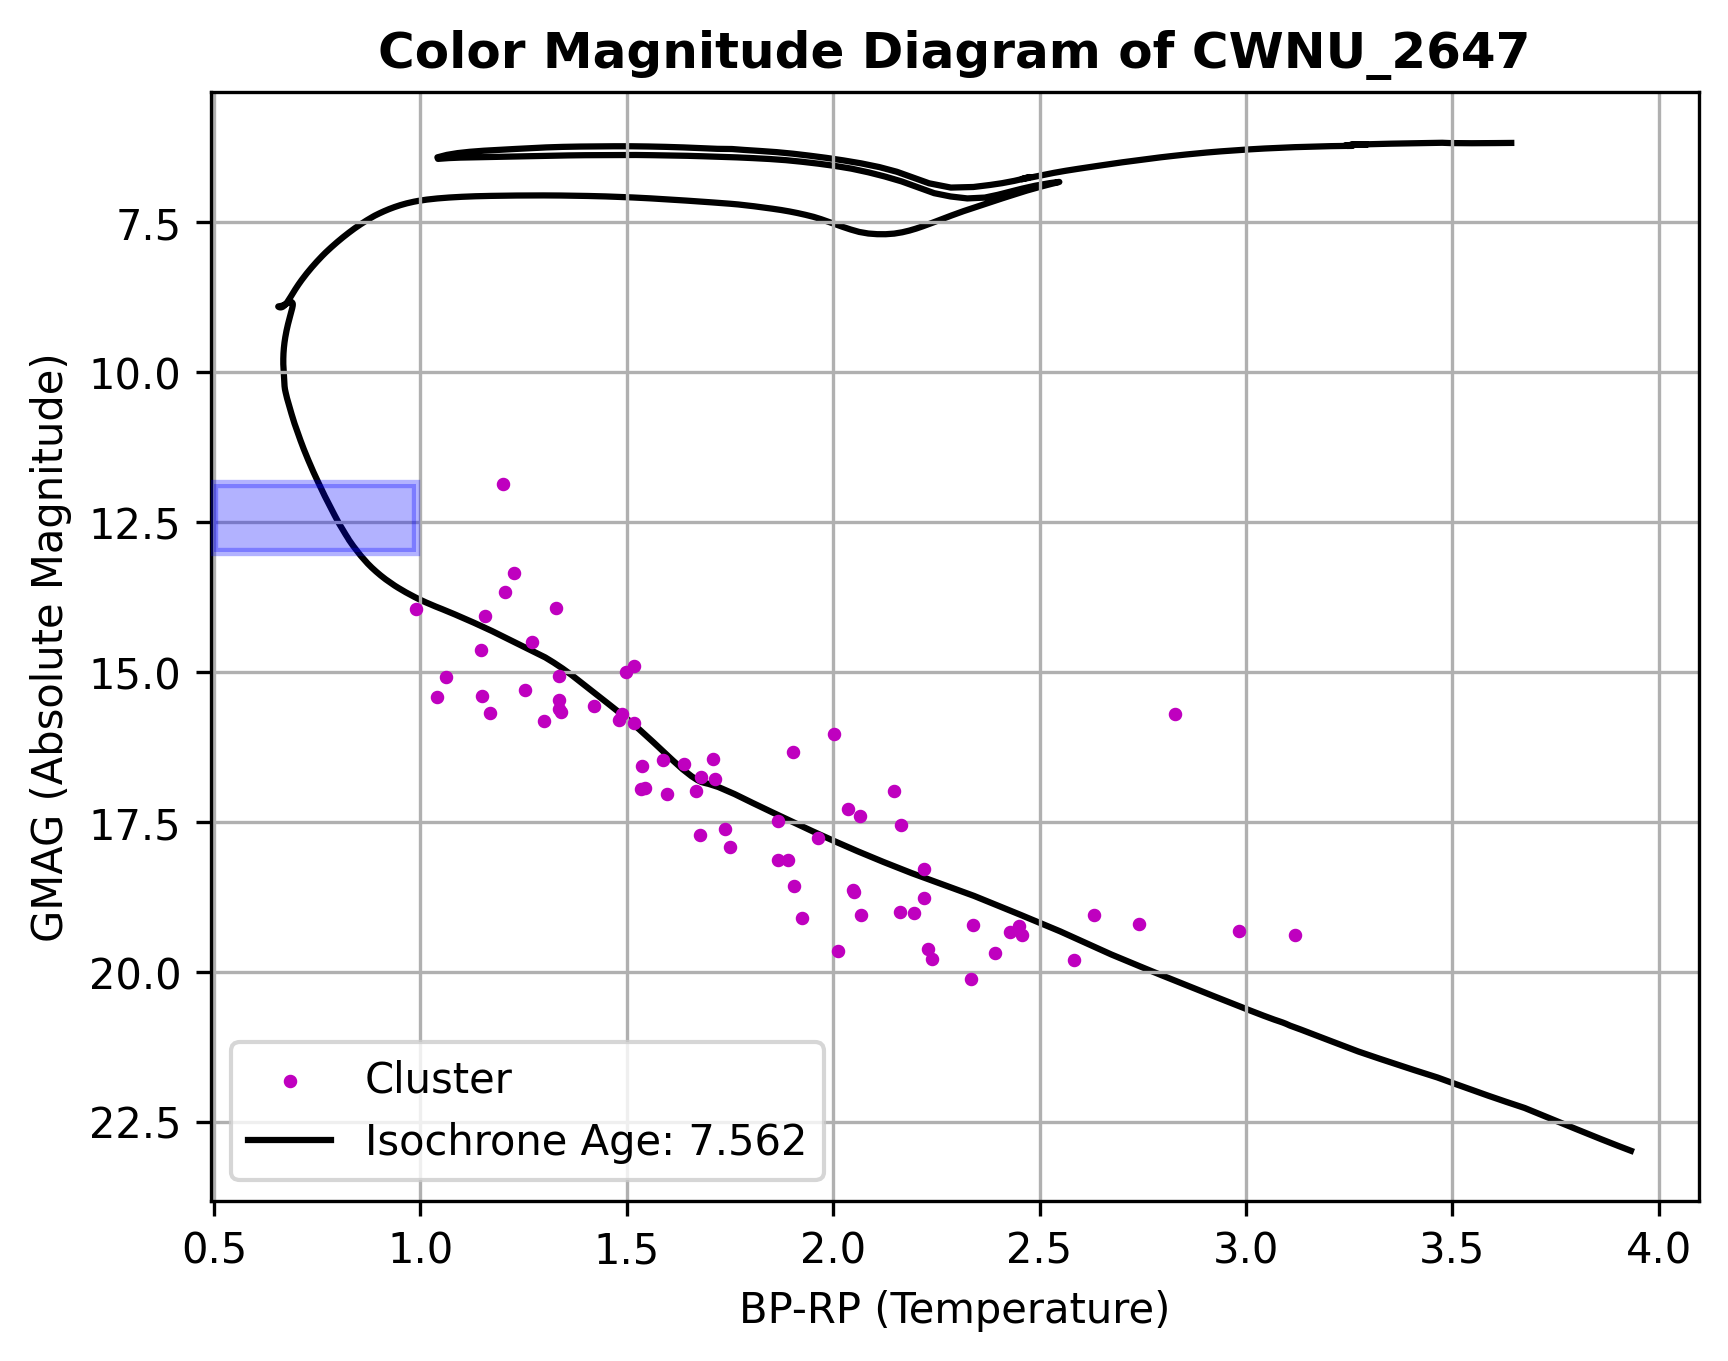 Color Magnitude Diagram of CWNU_2647
GMAG (Absolute Magnitude)
7.5
10.0
12.5
15.0
17.5
20.0
22.5
Cluster
Isochrone Age: 7.562
0.5 1.0 1.5 2.0 2.5 3.0 3.5 4.0
BP-RP (Temperature)